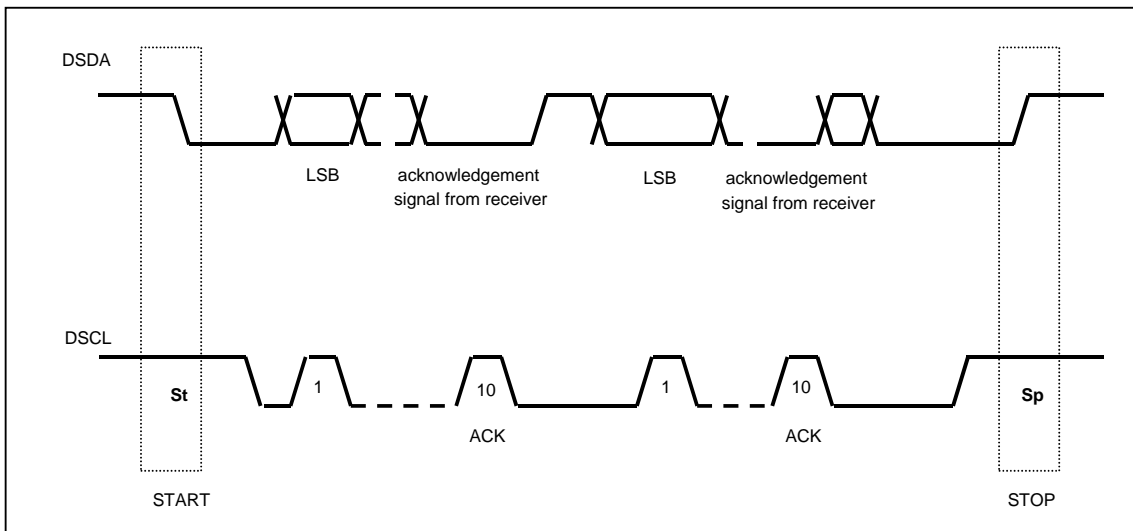 DSDA
LSB
acknowledgement
signal from receiver
LSB
acknowledgement
signal from receiver
DSCL
St
1
10
1
10
Sp
ACK
ACK
START
STOP